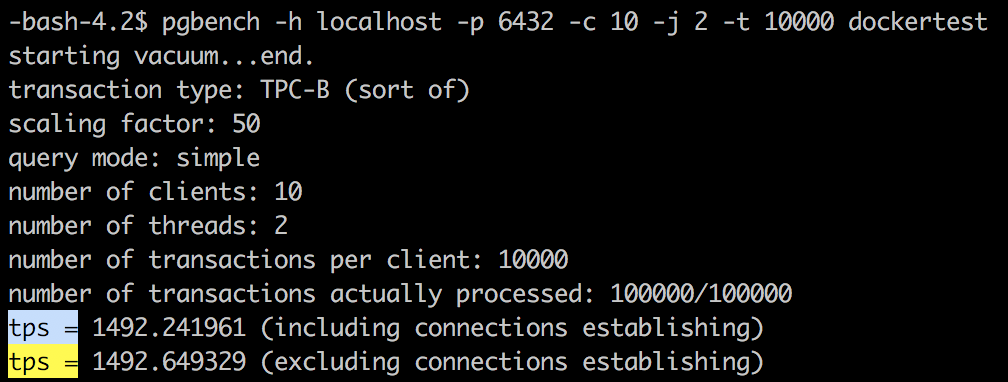 -bash-4.2$ pgbench -h localhost -p 6432 -c 10 -j 2 -t 10000 dockertest
starting vacuum...end.
transaction type: TPC-B (sort of)
scaling factor: 50
query mode: simple
number of clients: 10
number of threads: 2
number of transactions per client: 10000
number of transactions actually processed: 100000/100000
tps = 1492.241961 (including connections establishing)
tps = 1492.649329 (excluding connections establishing)